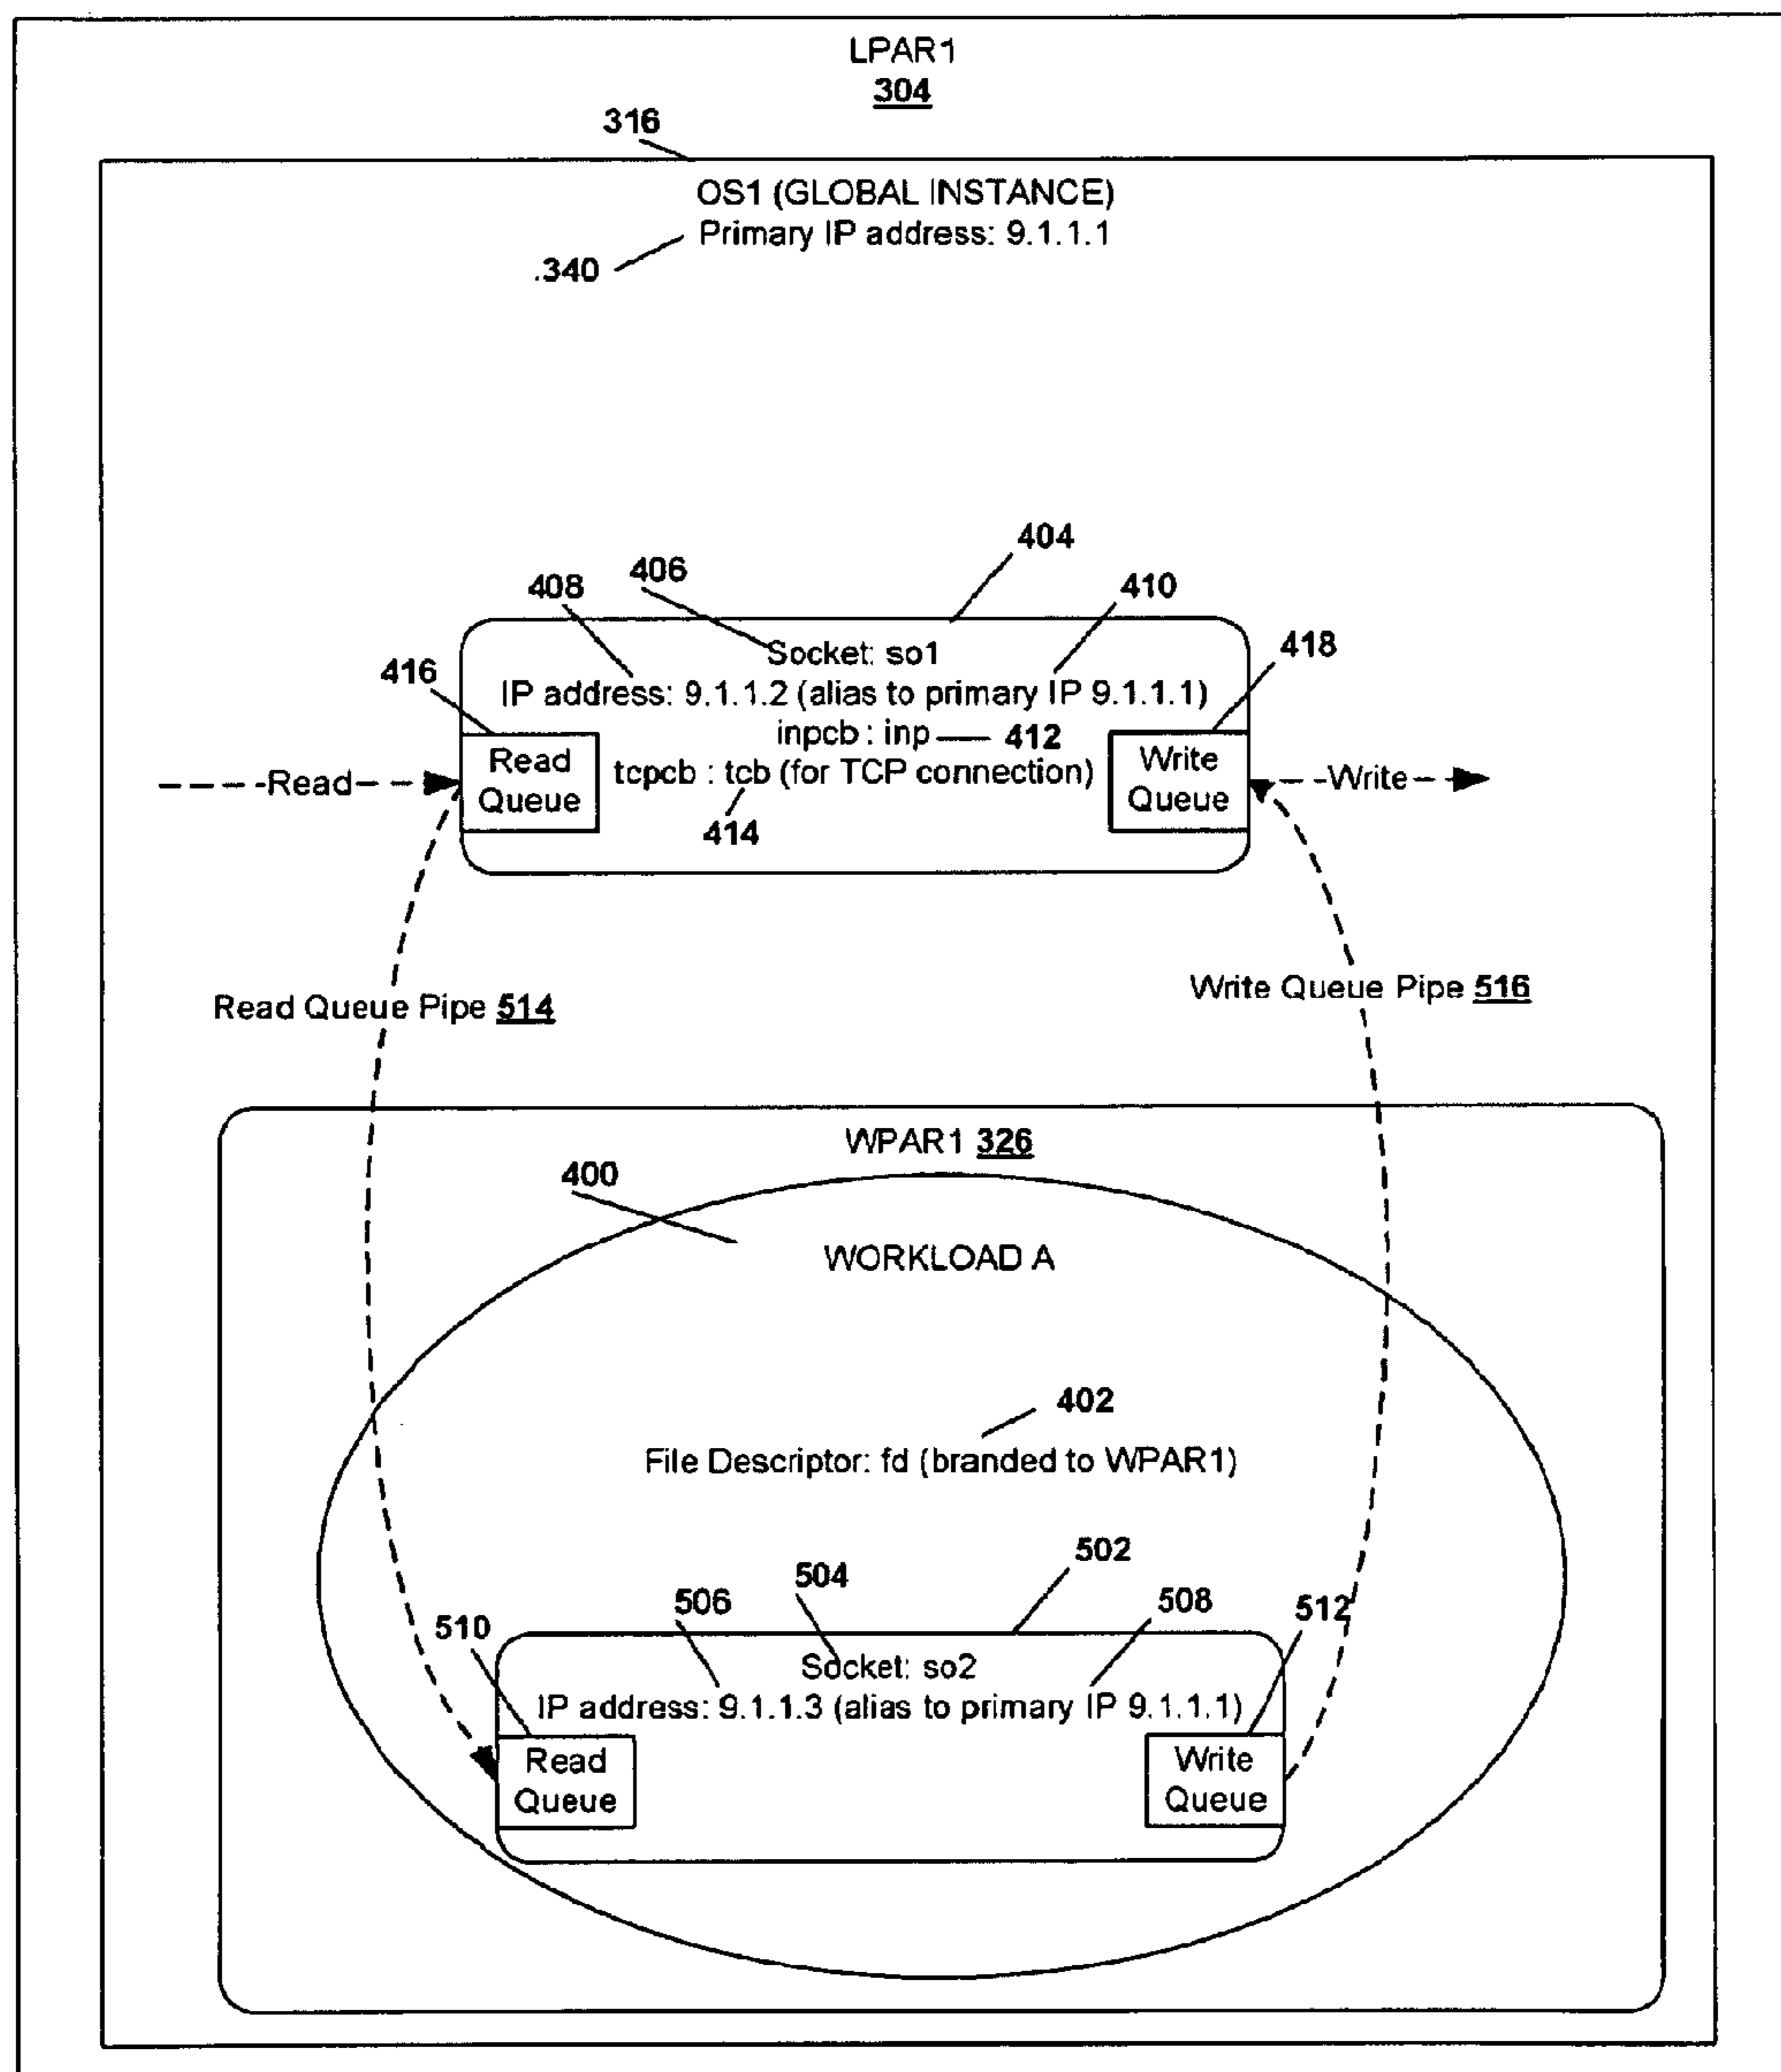 LPAR1
304
316
OS1 (GLOBAL INSTANCE)
Primary IP address: 9.1.1.1
.340
404
406
408
410
Socket: so1
418
416
IP address: 9.1.1.2 (alias to primary IP 9.1.1.1)
inpcb : inp 412
Read Queue
Write Queue
tcpcb : tcb (for TCP connection)
Read
Write
414
Read Queue Pipe 514
Write Queue Pipe 516
WPAR1 326
400
WORKLOAD A
402
File Descriptor: fd (branded to WPAR1)
502
504
506
508
512
510
Socket: so2
IP address: 9.1.1.3 (alias to primary IP 9.1.1.1)
Read Queue
Write Queue